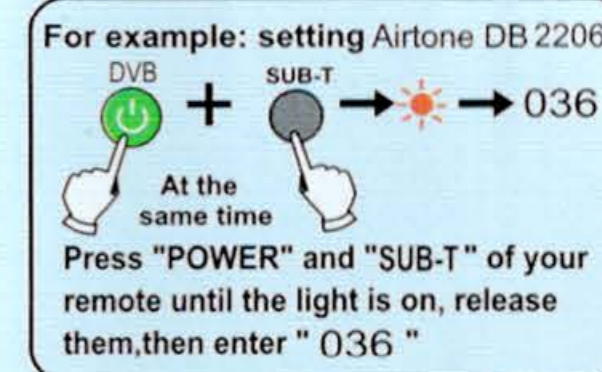 For example: setting Airtone DB 2206
DVB
SUB-T
+ → → 036
At the
same time
Press "POWER" and "SUB-T" of your
remote until the light is on, release
them,then enter " 036 "